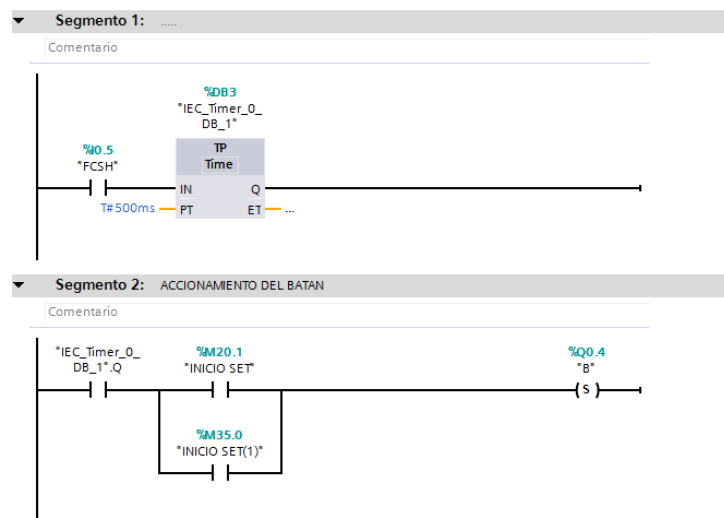 Segmento 1: .....
Comentario
%DB3
"IEC_Timer_0_
DB_1"
%I0.5
"FCSH"
TP
Time
IN Q
T#500ms PT ET ...
Segmento 2: ACCIONAMIENTO DEL BATAN
Comentario
"IEC_Timer_0_
DB_1".Q
%M20.1
"INICIO SET"
%Q0.4
"B"
S
%M35.0
"INICIO SET(1)"